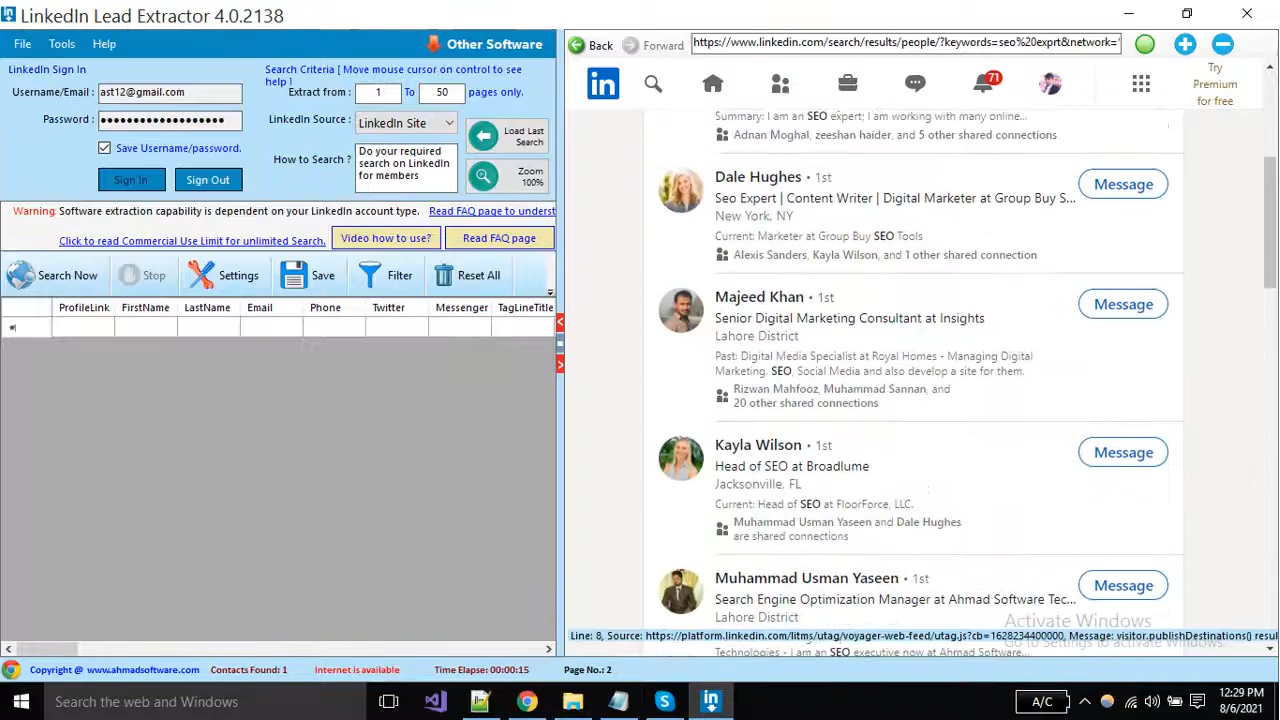 LinkedIn Lead Extractor 4.0.2138
File Tools Help Other Software
LinkedIn Sign In
Username/Email : ast12@gmail.com
Password : ••••••••••••••••••
Save Username/password.
Sign In Sign Out
Search Criteria [ Move mouse cursor on control to see help ]
Extract from : 1 To 50 pages only.
LinkedIn Source : LinkedIn Site
How to Search ? Do your required
search on LinkedIn
for members
Load Last
Search
Zoom
100%
Warning: Software extraction capability is dependent on your LinkedIn account type. Read FAQ page to underst
Click to read Commercial Use Limit for unlimited Search. Video how to use? Read FAQ page
Search Now Stop Settings Save Filter Reset All
ProfileLink FirstName LastName Email Phone Twitter Messenger TagLineTitle
Back Forward https://www.linkedin.com/search/results/people/?keywords=seo%20exprt&network=
in 71
Try
Premium
for free
Summary: I am SEO expert; I am working with many online...
Adnan Moghal, zeeshan haider, and 5 other shared connections
Dale Hughes • 1st
Message
Seo Expert | Content Writer | Digital Marketer at Group Buy S...
New York, NY
Current: Marketer at Group Buy SEO Tools
Alexis Sanders, Kayla Wilson, and 1 other shared connection
Majeed Khan • 1st
Message
Senior Digital Marketing Consultant at Insights
Lahore District
Past: Digital Media Specialist at Royal Homes - Managing Digital
Marketing. SEO, Social Media and also develop a site for them.
Rizwan Mahfooz, Muhammad Sannan, and
20 other shared connections
Kayla Wilson • 1st
Message
Head of SEO at Broadlume
Jacksonville, FL
Current: Head of SEO at FloorForce, LLC.
Muhammad Usman Yaseen and Dale Hughes
are shared connections
Muhammad Usman Yaseen • 1st
Message
Search Engine Optimization Manager at Ahmad Software Tec...
Lahore District
Activate Windows
Line: 8, Source: https://platform.linkedin.com/litms/utag/voyager-web-feed/utag.js?cb=1628234400000, Message: visitor.publishDestinations() resul
Go to Settings to activate Windows.
Technologies - I am an SEO executive now at Ahmad Software...
Copyright @ www.ahmadsoftware.com Contacts Found: 1 Internet is available Time Elapse: 00:00:15 Page No.: 2
Search the web and Windows
A/C
12:29 PM
8/6/2021